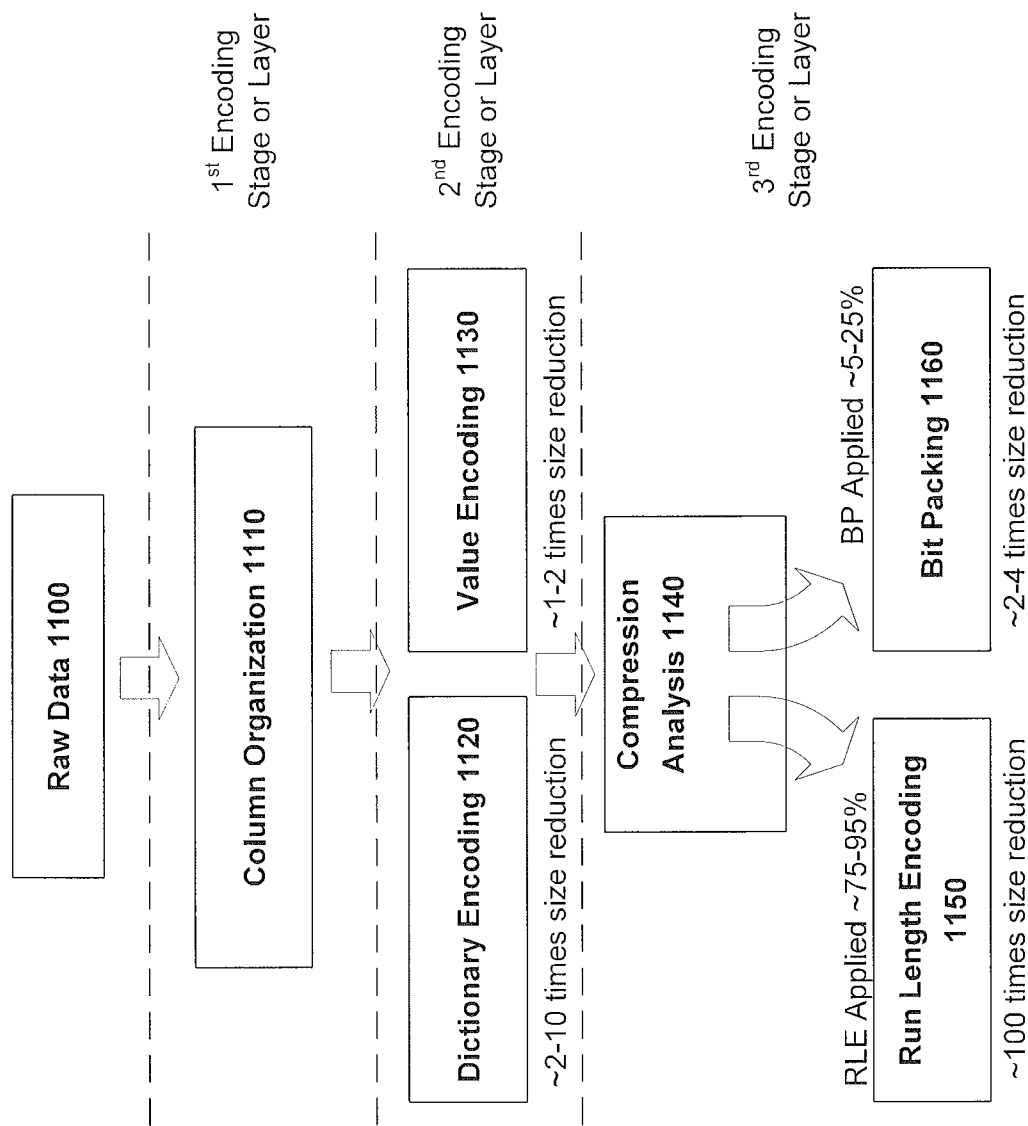 Raw Data 1100
1st Encoding
Stage or Layer
Column Organization 1110
2nd Encoding
Stage or Layer
Dictionary Encoding 1120
~2-10 times size reduction
Value Encoding 1130
~1-2 times size reduction
3rd Encoding
Stage or Layer
Compression
Analysis 1140
RLE Applied ~75-95%
BP Applied ~5-25%
Run Length Encoding
1150
~100 times size reduction
Bit Packing 1160
~2-4 times size reduction